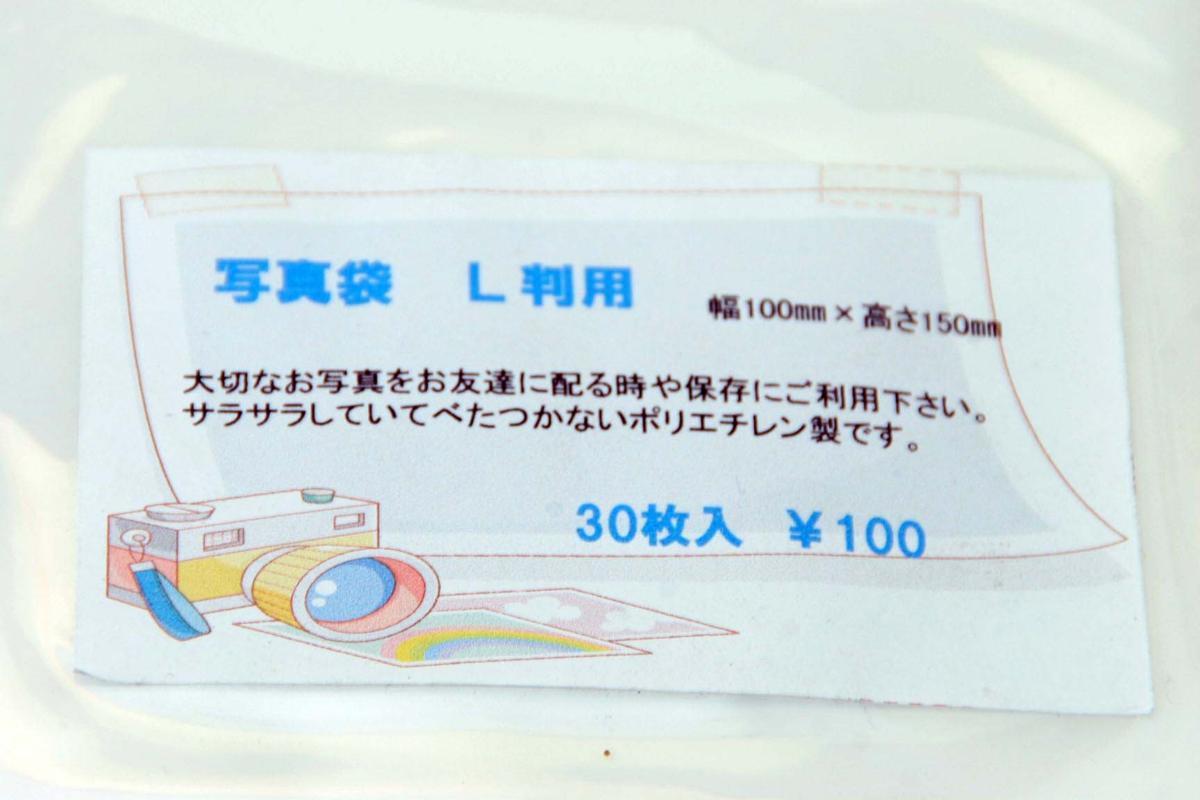 写真袋　L判用
幅100mm×高さ150mm
大切なお写真をお友達に配る時や保存にご利用下さい。
サラサラしていてべたつかないポリエチレン製です。
30枚入　￥100